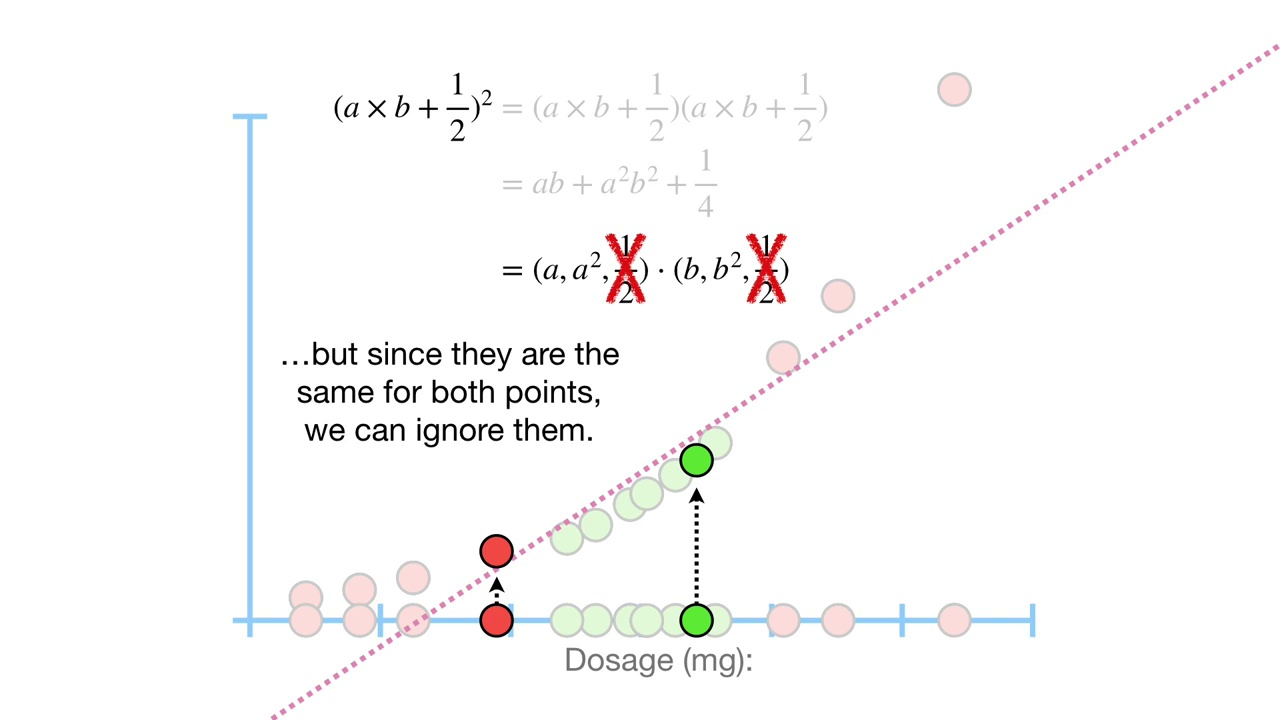 (a × b + 1/2)² = (a × b + 1/2)(a × b + 1/2)
= ab + a²b² + 1/4
= (a, a², 1/2) · (b, b², 1/2)
…but since they are the
same for both points,
we can ignore them.
Dosage (mg):